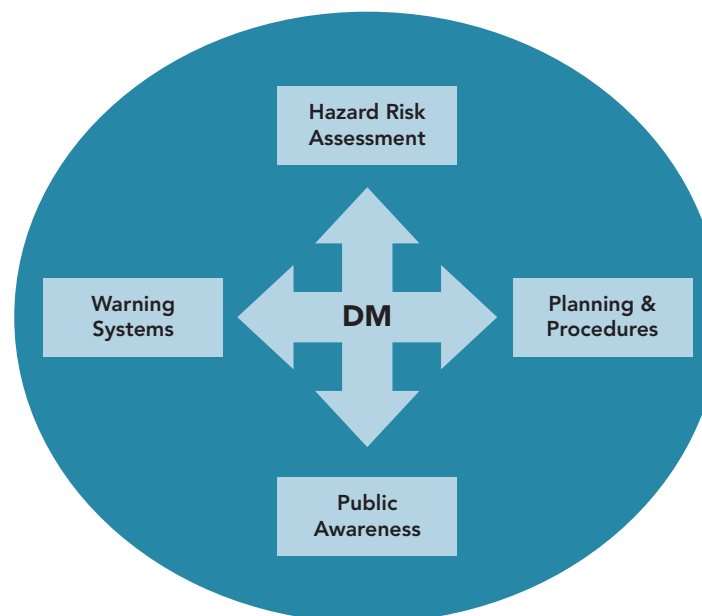 Hazard Risk
Assessment
Warning
Systems
DM
Planning &
Procedures
Public
Awareness